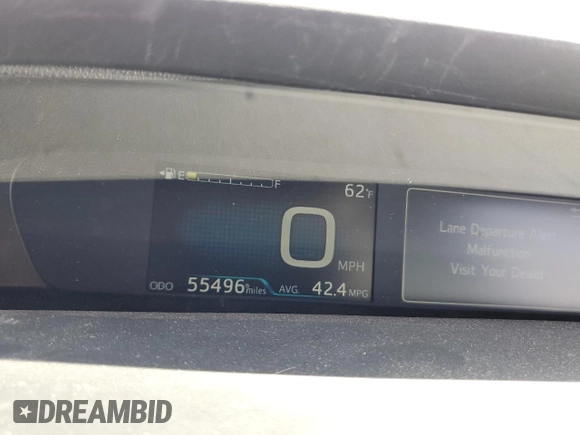 E F
62°F
0 MPH
ODO 55496 miles AVG. 42.4 MPG
Lane Departure Alert
Malfunction
Visit Your Dealer
DREAMBID